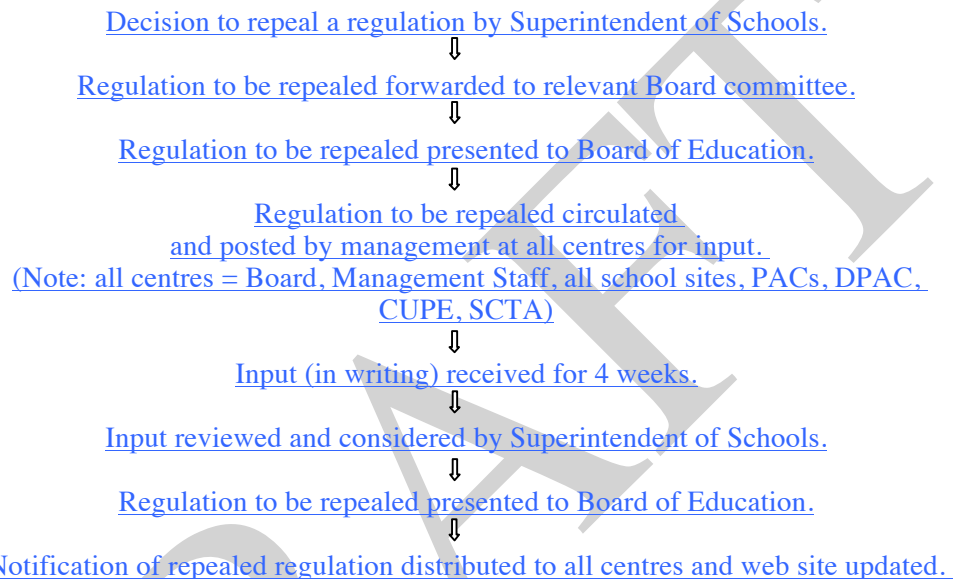 Decision to repeal a regulation by Superintendent of Schools.
⇩
Regulation to be repealed forwarded to relevant Board committee.
⇩
Regulation to be repealed presented to Board of Education.
⇩
Regulation to be repealed circulated
and posted by management at all centres for input.
(Note: all centres = Board, Management Staff, all school sites, PACs, DPAC,
CUPE, SCTA)
⇩
Input (in writing) received for 4 weeks.
⇩
Input reviewed and considered by Superintendent of Schools.
⇩
Regulation to be repealed presented to Board of Education.
⇩
Notification of repealed regulation distributed to all centres and web site updated.
DRAFT